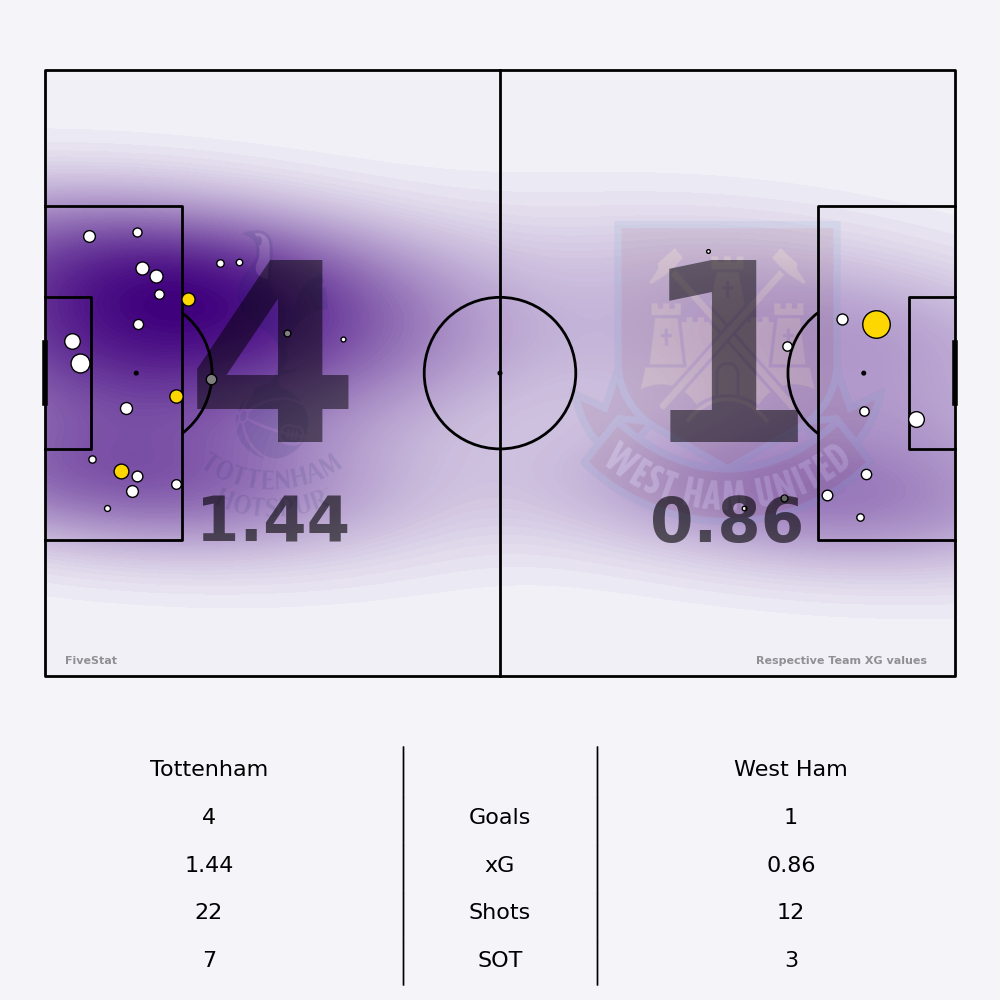 4
1
TOTTENHAM
HOTSPUR
WEST HAM UNITED
1.44
0.86
FiveStat
Respective Team XG values
Tottenham West Ham
4 Goals 1
1.44 xG 0.86
22 Shots 12
7 SOT 3